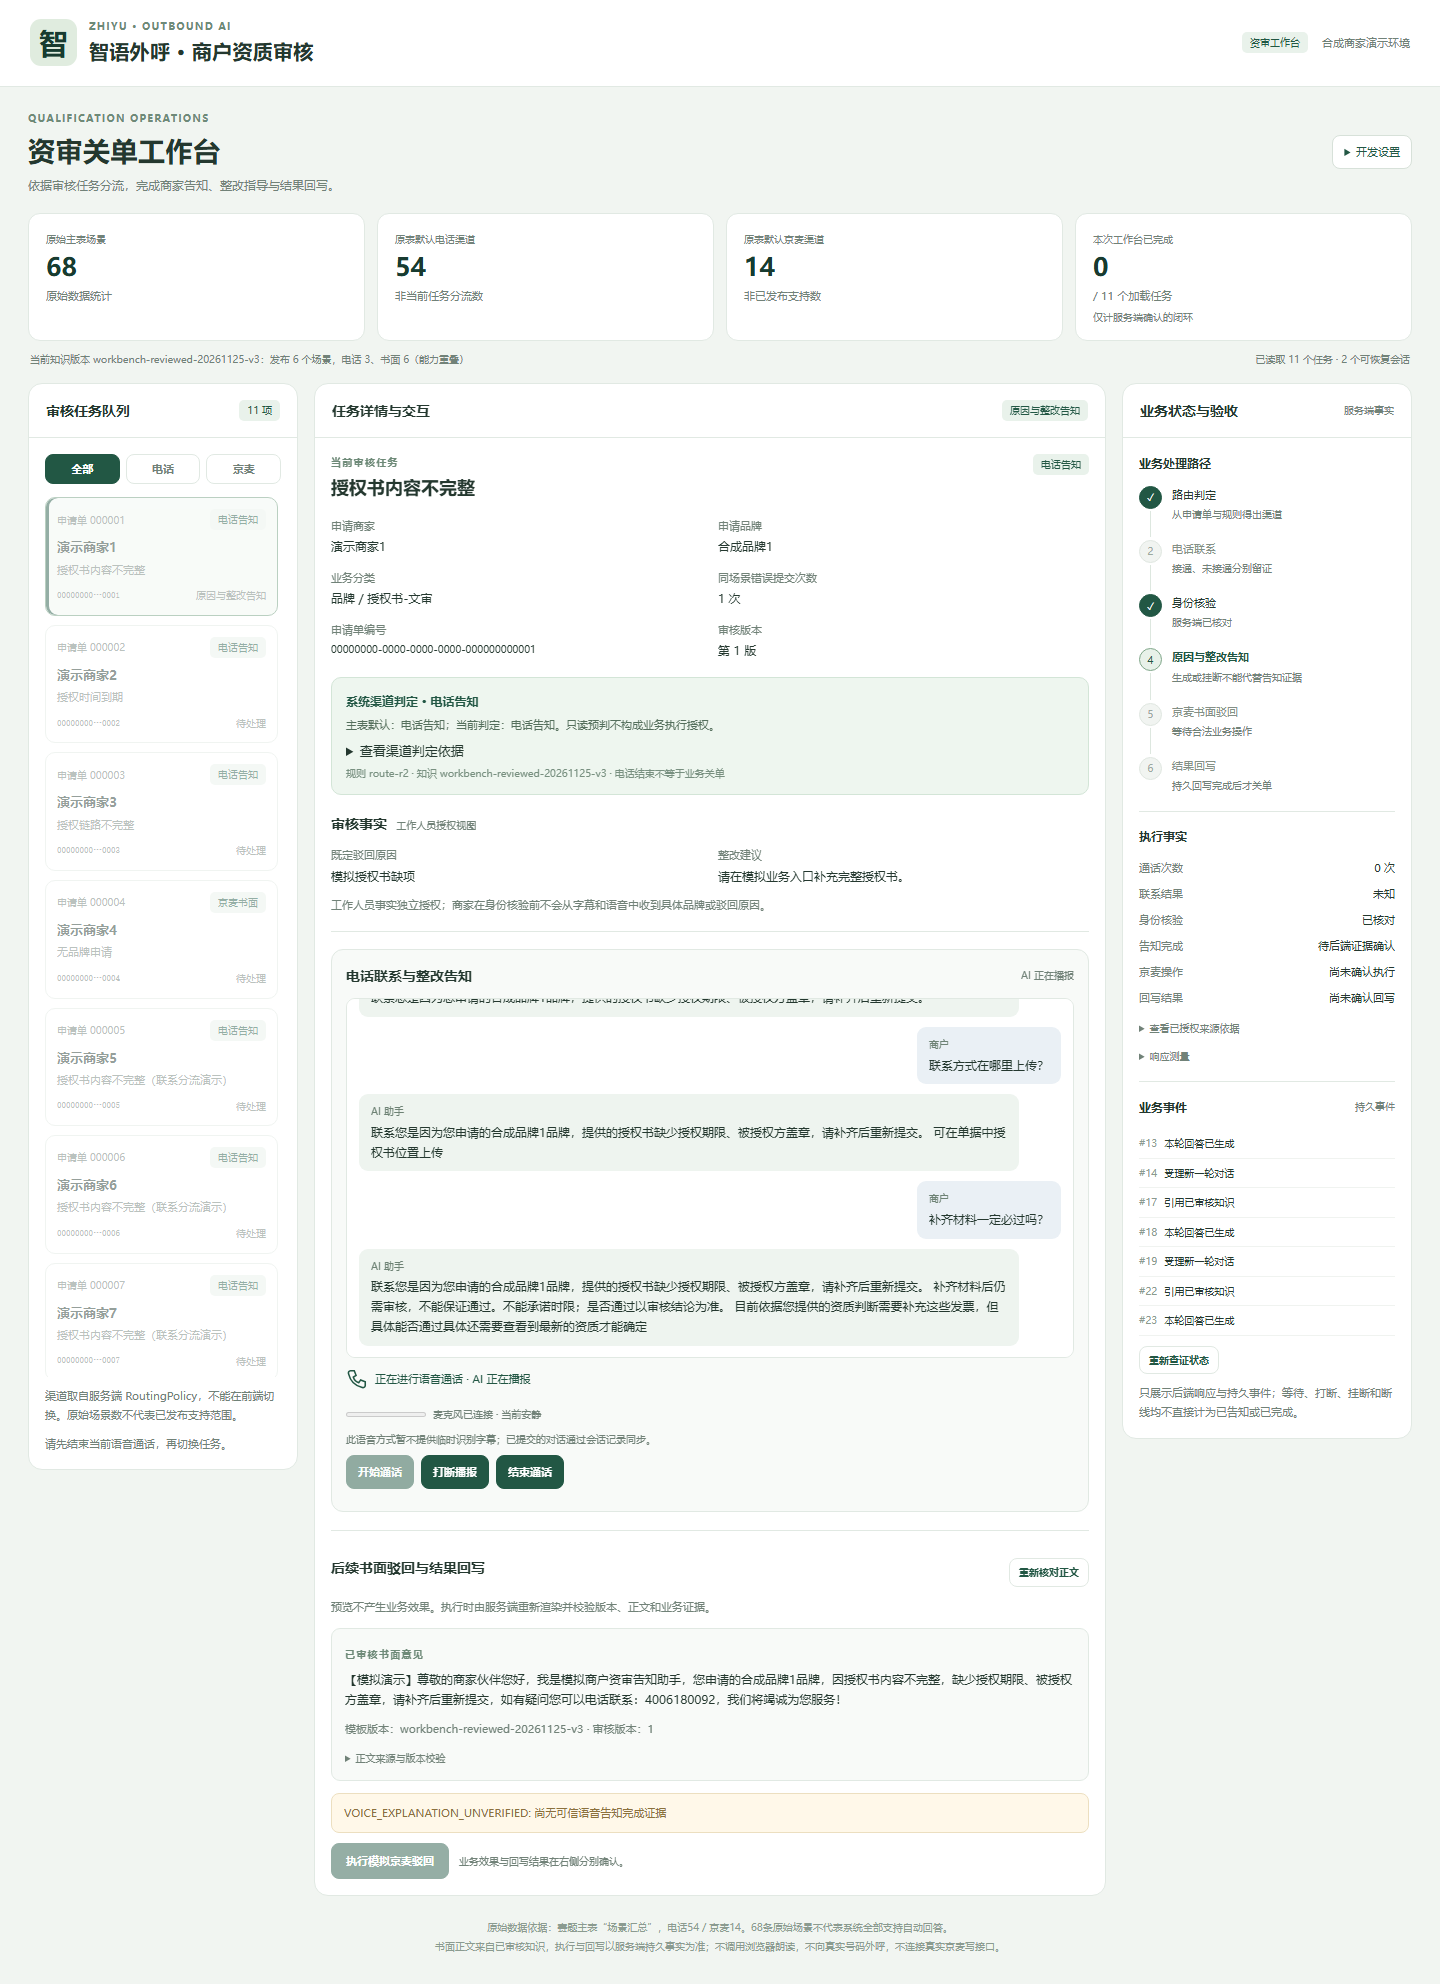 智
ZHIYU • OUTBOUND AI
智语外呼 • 商户资质审核
资审工作台
合成商家演示环境
QUALIFICATION OPERATIONS
资审关单工作台
依据审核任务分流，完成商家告知、整改指导与结果回写。
▶ 开发设置
原始主表场景
68
原始数据统计
原表默认电话渠道
54
非当前任务分流数
原表默认京麦渠道
14
非已发布支持数
本次工作台已完成
0
/ 11 个加载任务
仅计服务端确认的闭环
当前知识版本 workbench-reviewed-20261125-v3：发布 6 个场景，电话 3、书面 6（能力重叠）
已读取 11 个任务 · 2 个可恢复会话
审核任务队列
11 项
全部
电话
京麦
申请单 000001
电话告知
演示商家1
授权书内容不完整
00000000···0001
原因与整改告知
申请单 000002
电话告知
演示商家2
授权时间到期
00000000···0002
待处理
申请单 000003
电话告知
演示商家3
授权链路不完整
00000000···0003
待处理
申请单 000004
京麦书面
演示商家4
无品牌申请
00000000···0004
待处理
申请单 000005
电话告知
演示商家5
授权书内容不完整（联系分流演示）
00000000···0005
待处理
申请单 000006
电话告知
演示商家6
授权书内容不完整（联系分流演示）
00000000···0006
待处理
申请单 000007
电话告知
演示商家7
授权书内容不完整（联系分流演示）
00000000···0007
待处理
渠道取自服务端 RoutingPolicy，不能在前端切
换。原始场景数不代表已发布支持范围。
请先结束当前语音通话，再切换任务。
任务详情与交互
原因与整改告知
当前审核任务
电话告知
授权书内容不完整
申请商家
演示商家1
申请品牌
合成品牌1
业务分类
品牌 / 授权书-文审
同场景错误提交次数
1 次
申请单编号
00000000-0000-0000-0000-000000000001
审核版本
第 1 版
系统渠道判定 • 电话告知
主表默认：电话告知；当前判定：电话告知。只读预判不构成业务执行授权。
▶ 查看渠道判定依据
规则 route-r2 · 知识 workbench-reviewed-20261125-v3 · 电话结束不等于业务关单
审核事实 工作人员授权视图
既定驳回原因
模拟授权书缺项
整改建议
请在模拟业务入口补充完整授权书。
工作人员事实独立授权；商家在身份核验前不会从字幕和语音中收到具体品牌或驳回原因。
电话联系与整改告知
AI 正在播报
联系您是因为您申请的合成品牌1品牌，提供的授权书缺少授权期限、被授权方盖章，请补齐后重新提交。
商户
联系方式在哪里上传？
AI 助手
联系您是因为您申请的合成品牌1品牌，提供的授权书缺少授权期限、被授权方盖章，请补齐后重新提交。 可在单据中授
权书位置上传
商户
补齐材料一定必过吗？
AI 助手
联系您是因为您申请的合成品牌1品牌，提供的授权书缺少授权期限、被授权方盖章，请补齐后重新提交。 补齐材料后仍
需审核，不能保证通过。不能承诺时限；是否通过以审核结论为准。 目前依据您提供的资质判断需要补充这些发票，但
具体能否通过具体还需要查看到最新的资质才能确定
正在进行语音通话 · AI 正在播报
麦克风已连接 · 当前安静
此语音方式暂不提供临时识别字幕；已提交的对话通过会话记录同步。
开始通话
打断播报
结束通话
后续书面驳回与结果回写
重新核对正文
预览不产生业务效果。执行时由服务端重新渲染并校验版本、正文和业务证据。
已审核书面意见
【模拟演示】尊敬的商家伙伴您好，我是模拟商户资审告知助手，您申请的合成品牌1品牌，因授权书内容不完整，缺少授权期限、被授权
方盖章，请补齐后重新提交，如有疑问您可以电话联系：4006180092，我们将竭诚为您服务！
模板版本：workbench-reviewed-20261125-v3 · 审核版本：1
▶ 正文来源与版本校验
VOICE_EXPLANATION_UNVERIFIED: 尚无可信语音告知完成证据
执行模拟京麦驳回
业务效果与回写结果在右侧分别确认。
业务状态与验收
服务端事实
业务处理路径
✓ 路由判定
从申请单与规则得出渠道
2 电话联系
接通、未接通分别留证
✓ 身份核验
服务端已核对
4 原因与整改告知
生成或挂断不能代替告知证据
5 京麦书面驳回
等待合法业务操作
6 结果回写
持久回写完成后才关单
执行事实
通话次数
0 次
联系结果
未知
身份核验
已核对
告知完成
待后端证据确认
京麦操作
尚未确认执行
回写结果
尚未确认回写
▶ 查看已授权来源依据
▶ 响应测量
业务事件
持久事件
#13 本轮回答已生成
#14 受理新一轮对话
#17 引用已审核知识
#18 本轮回答已生成
#19 受理新一轮对话
#22 引用已审核知识
#23 本轮回答已生成
重新查证状态
只展示后端响应与持久事件；等待、打断、挂断和断
线均不直接计为已告知或已完成。
原始数据依据：赛题主表“场景汇总”，电话54 / 京麦14。68条原始场景不代表系统全部支持自动回答。
书面正文来自已审核知识，执行与回写以服务端持久事实为准；不调用浏览器朗读，不向真实号码外呼，不连接真实京麦写接口。